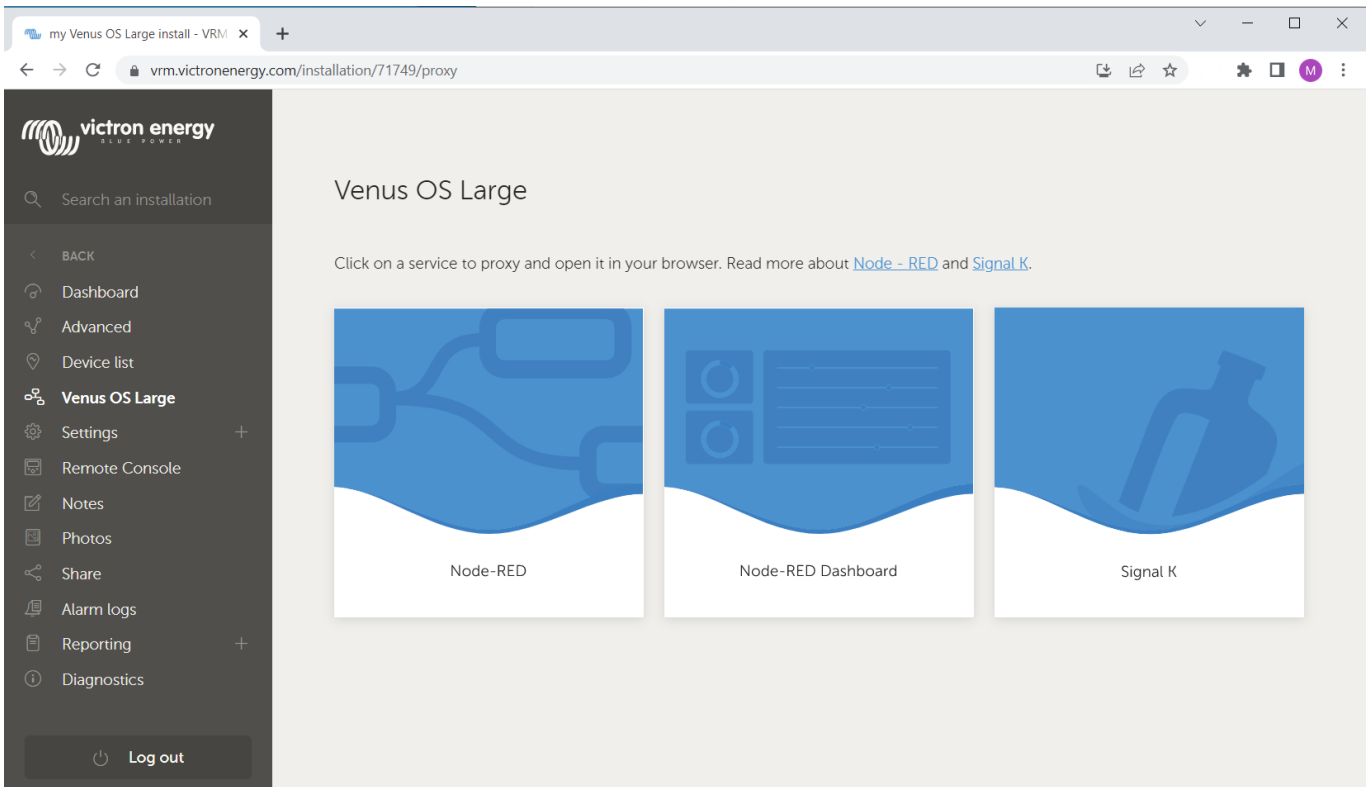 my Venus OS Large install - VRM
vrm.victronenergy.com/installation/71749/proxy
M
victron energy
BLUE POWER
Search an installation
BACK
Dashboard
Advanced
Device list
Venus OS Large
Settings
Remote Console
Notes
Photos
Share
Alarm logs
Reporting
Diagnostics
Log out
Venus OS Large
Click on a service to proxy and open it in your browser. Read more about Node - RED and Signal K.
Node-RED
Node-RED Dashboard
Signal K